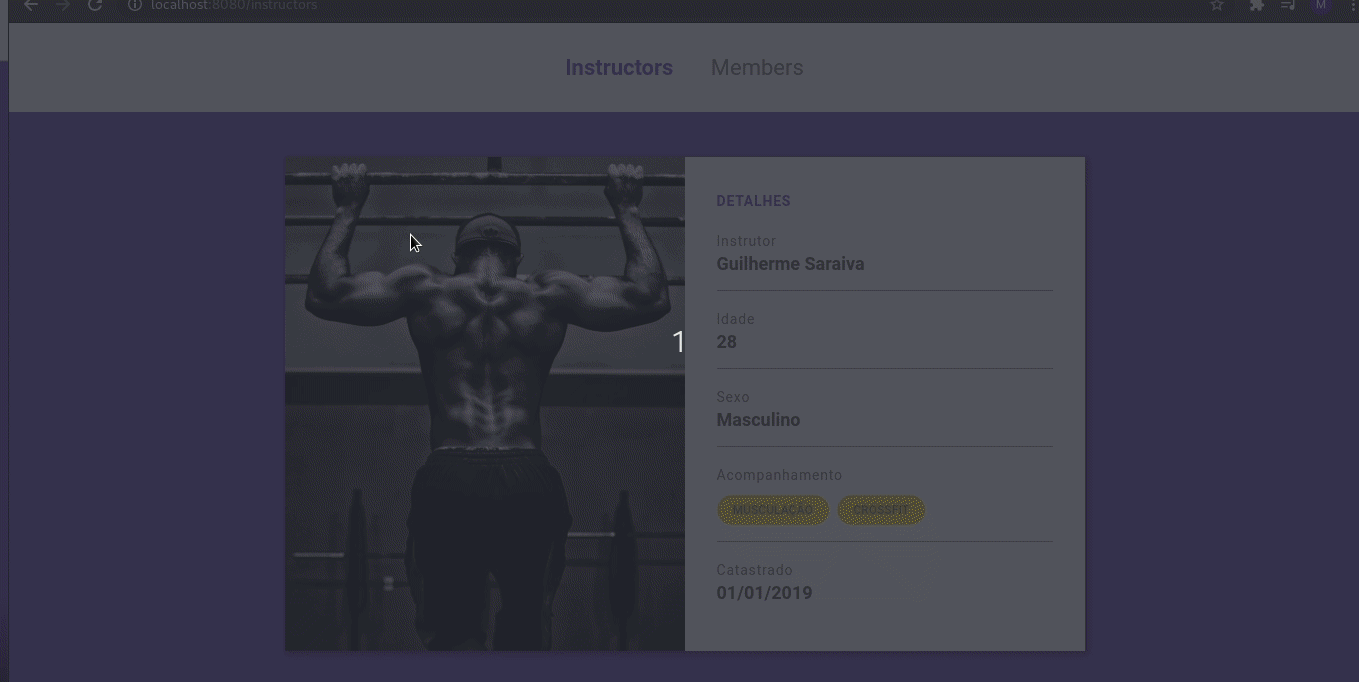 localhost:8080/instructors
M
Instructors Members
DETALHES
Instrutor
Guilherme Saraiva
1
Idade
28
Sexo
Masculino
Acompanhamento
MUSCULAÇÃO CROSSFIT
Catastrado
01/01/2019